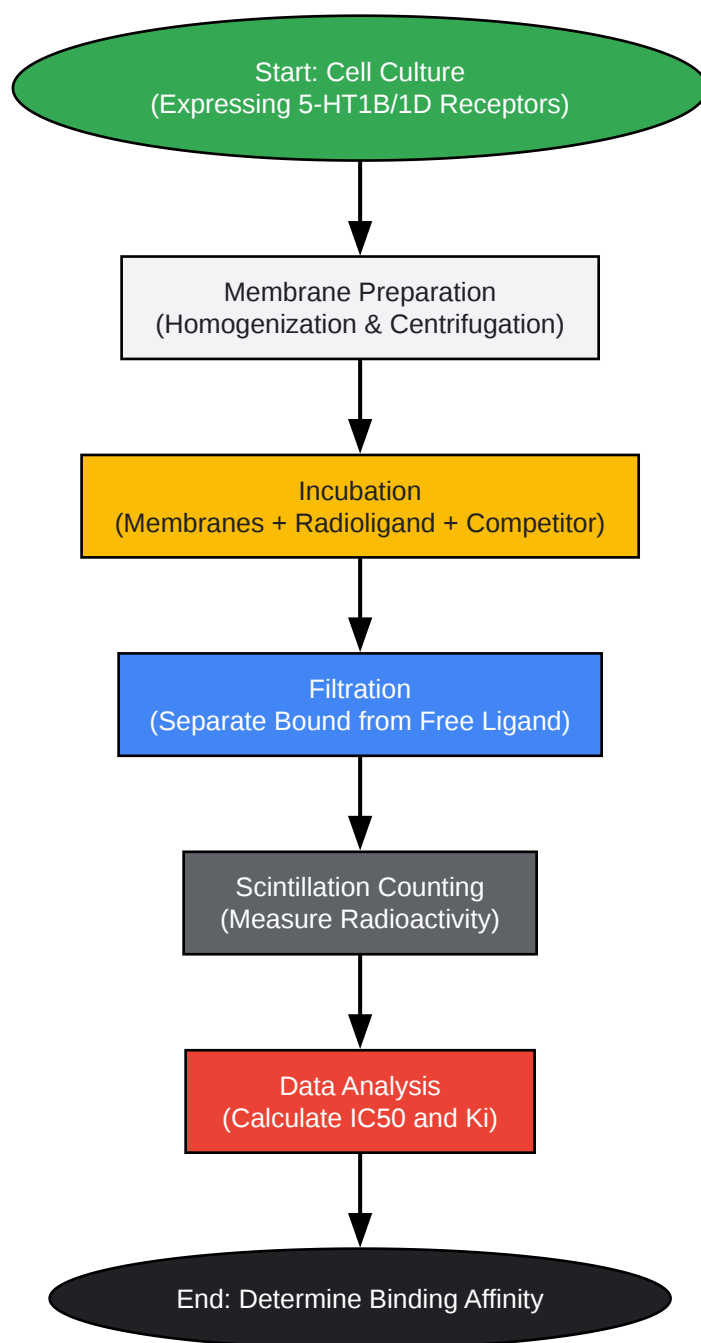 Start: Cell Culture
(Expressing 5-HT1B/1D Receptors)
Membrane Preparation
(Homogenization & Centrifugation)
Incubation
(Membranes + Radioligand + Competitor)
Filtration
(Separate Bound from Free Ligand)
Scintillation Counting
(Measure Radioactivity)
Data Analysis
(Calculate IC50 and Ki)
End: Determine Binding Affinity